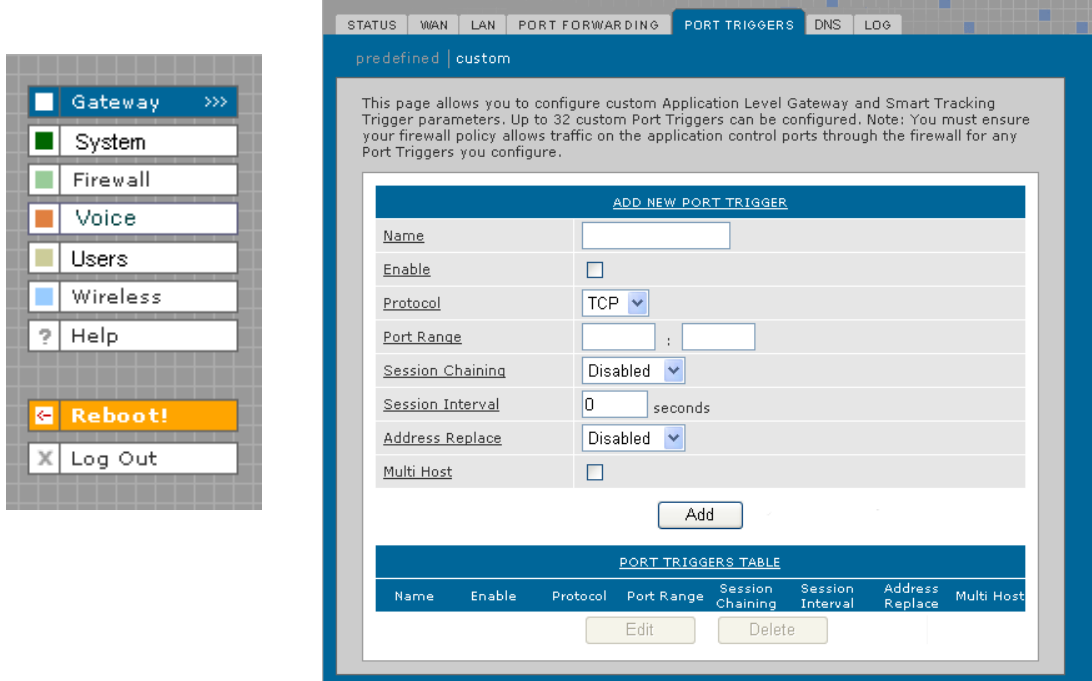 Gateway >>>
System
Firewall
Voice
Users
Wireless
? Help
Reboot!
X Log Out
STATUS WAN LAN PORT FORWARDING PORT TRIGGERS DNS LOG
predefined | custom
This page allows you to configure custom Application Level Gateway and Smart Tracking
Trigger parameters. Up to 32 custom Port Triggers can be configured. Note: You must ensure
your firewall policy allows traffic on the application control ports through the firewall for any
Port Triggers you configure.
ADD NEW PORT TRIGGER
Name
Enable
Protocol TCP
Port Range :
Session Chaining Disabled
Session Interval 0 seconds
Address Replace Disabled
Multi Host
Add
PORT TRIGGERS TABLE
Name Enable Protocol Port Range Session Chaining Session Interval Address Replace Multi Host
Edit Delete